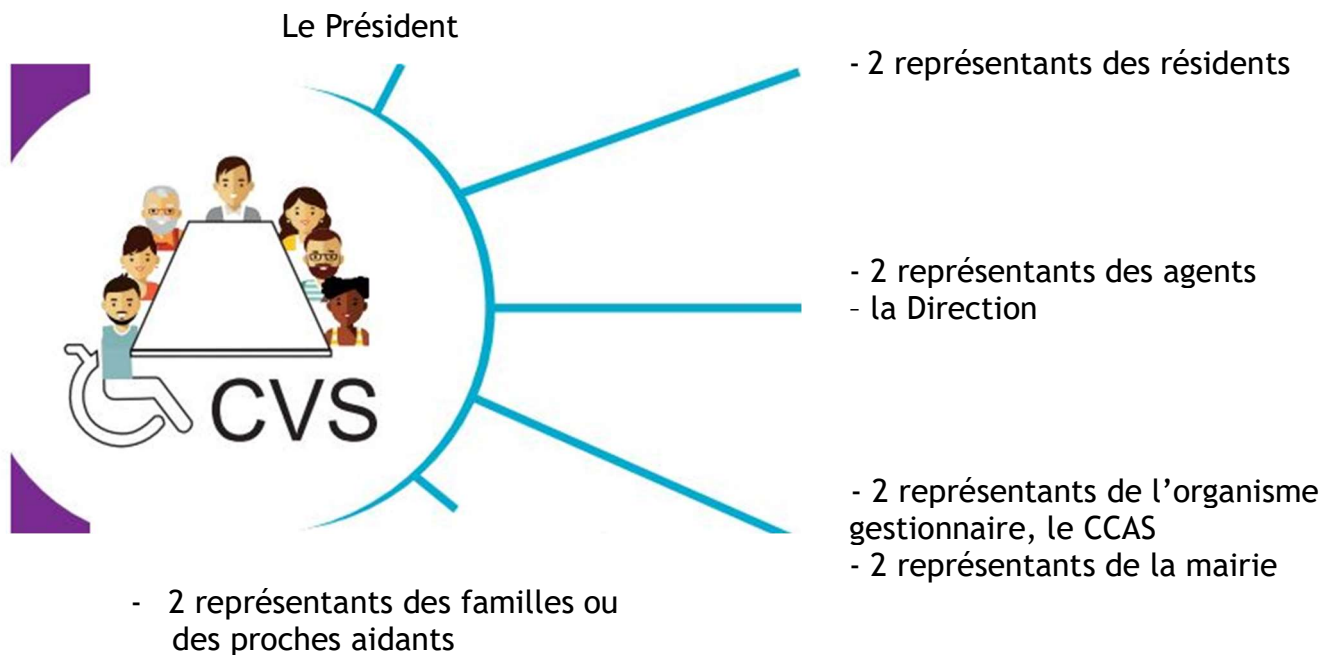 Le Président
- 2 représentants des résidents
- 2 représentants des agents
– la Direction
CVS
- 2 représentants de l’organisme
gestionnaire, le CCAS
- 2 représentants de la mairie
- 2 représentants des familles ou
des proches aidants